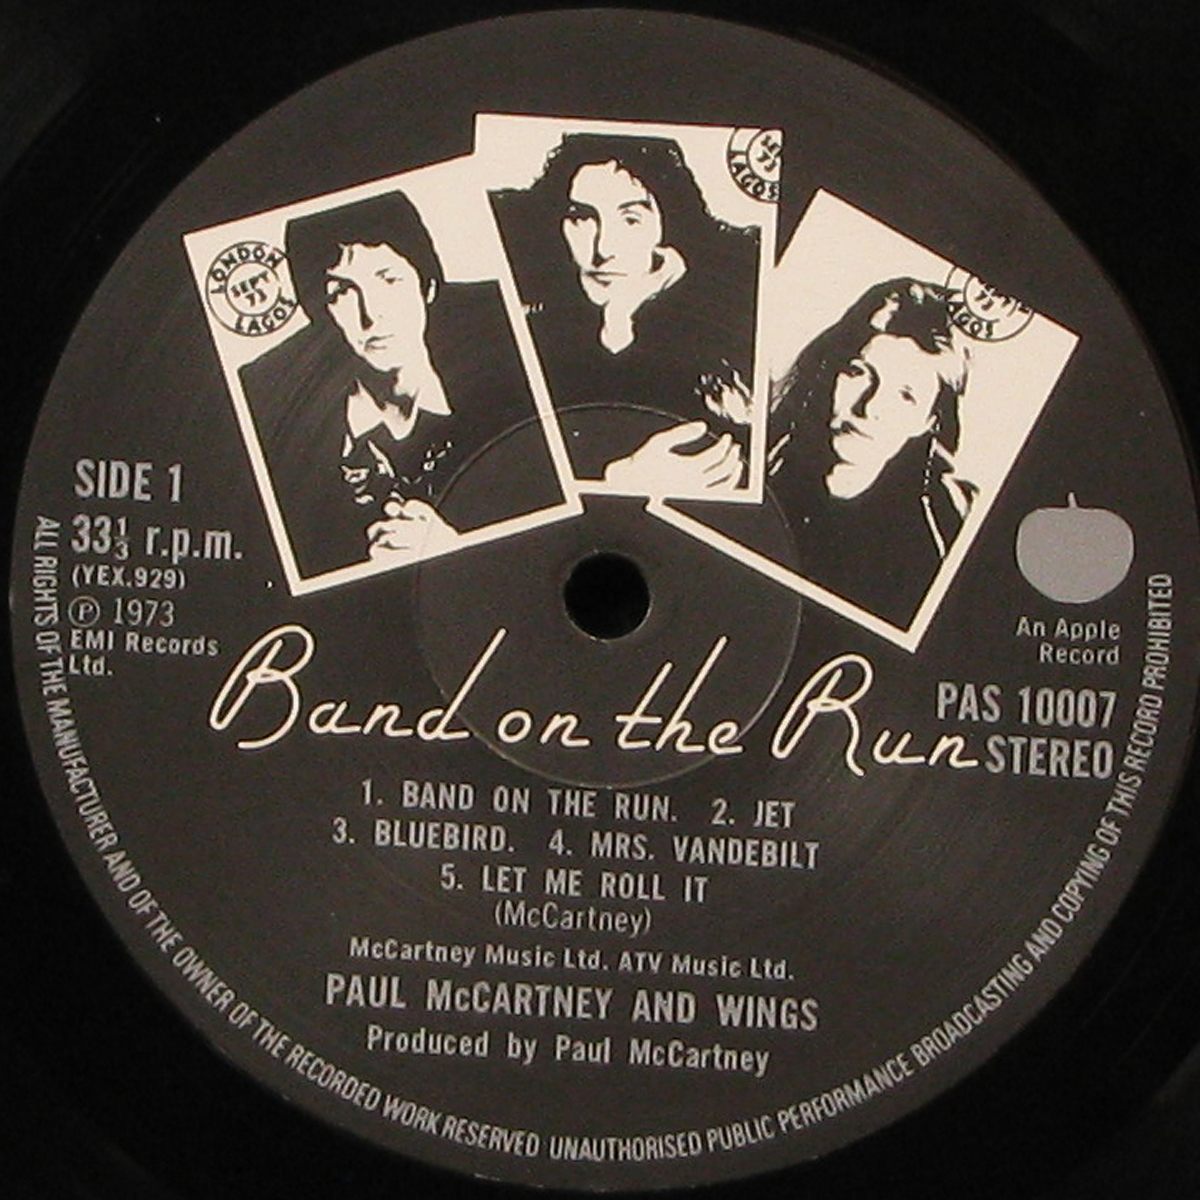 LONDON
SEPT
73
LAGOS
SE
73
LAGOS
73
LAGOS
SIDE 1
33⅓ r.p.m.
(YEX.929)
℗ 1973
EMI Records
Ltd.
An Apple
Record
PAS 10007
STEREO
Band on the Run
1. BAND ON THE RUN. 2. JET
3. BLUEBIRD. 4. MRS. VANDEBILT
5. LET ME ROLL IT
(McCartney)
McCartney Music Ltd. ATV Music Ltd.
PAUL McCARTNEY AND WINGS
Produced by Paul McCartney
ALL RIGHTS OF THE MANUFACTURER AND OF THE OWNER OF THE RECORDED WORK RESERVED UNAUTHORISED PUBLIC PERFORMANCE BROADCASTING AND COPYING OF THIS RECORD PROHIBITED